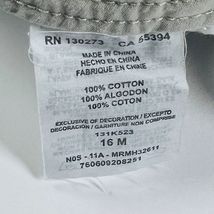 RN 130273 CA 55394
MADE IN CHINA
HECHO EN CHINA
FABRIQUE EN CHINE
100% COTTON
100% ALGODON
100% COTON
EXCLUSIVE OF DECORATION / EXCEPTO
DECORACION / GARNITURE NON COMPRISE
131K523
16 M
N0S - 11A - MRMH32611
760609208251